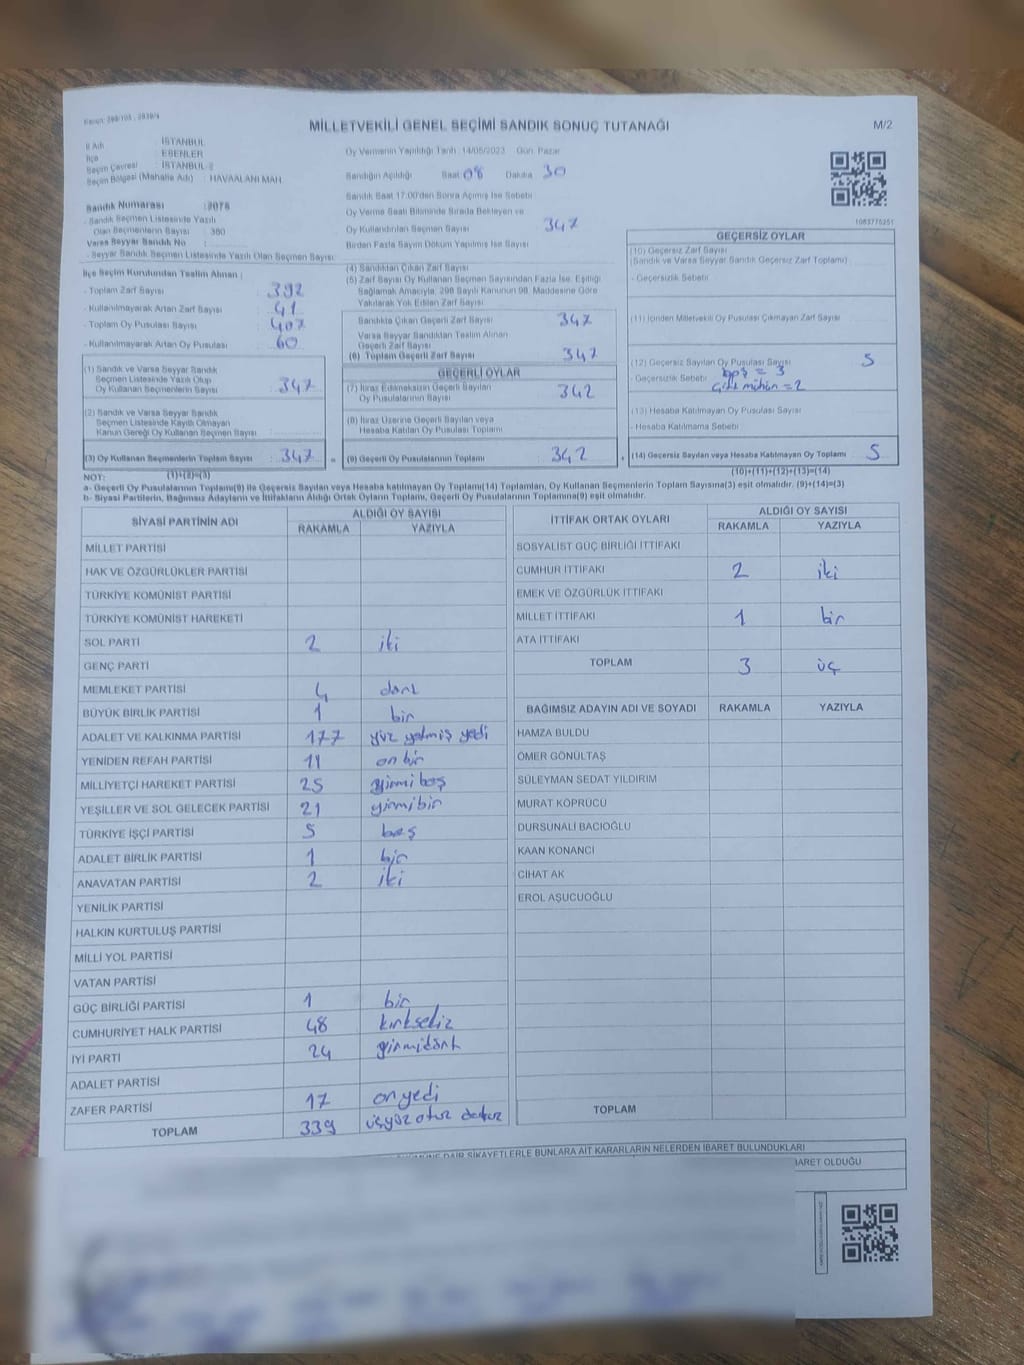 MİLLETVEKİLİ GENEL SEÇİMİ SANDIK SONUÇ TUTANAĞI
M/2
İl Adı : İSTANBUL
İlçe : ESENLER
Seçim Çevresi : İSTANBUL-2
Seçim Bölgesi (Mahalle Adı) : HAVAALANI MAH.
Oy Vermenin Yapıldığı Tarih : 14/05/2023 Gün: Pazar
Sandığın Açıldığı Saat: 08 Dakika 30
Sandık Saat 17:00'den Sonra Açılmış İse Sebebi
Oy Verme Saati Bitiminde Sırada Bekleyen ve
Oy Kullandırılan Seçmen Sayısı 347
Birden Fazla Sayım Döküm Yapılmış İse Sayısı
Sandık Numarası
- Sandık Seçmen Listesinde Yazılı
Olan Seçmenlerin Sayısı : 380
Varsa Seyyar Sandık No
- Seyyar Sandık Seçmen Listesinde Yazılı Olan Seçmen Sayısı
İlçe Seçim Kurulundan Teslim Alınan ;
- Toplam Zarf Sayısı : 392
- Kullanılmayarak Artan Zarf Sayısı : 41
- Toplam Oy Pusulası Sayısı : 407
- Kullanılmayarak Artan Oy Pusulası : 60
(1) Sandık ve Varsa Seyyar Sandık
Seçmen Listesinde Yazılı Olup
Oy Kullanan Seçmenlerin Sayısı : 347
(2) Sandık ve Varsa Seyyar Sandık
Seçmen Listesinde Kayıtlı Olmayan
Kanun Gereği Oy Kullanan Seçmen Sayısı
(3) Oy Kullanan Seçmenlerin Toplam Sayısı : 347
(1)+(2)=(3)
(4) Sandıktan Çıkan Zarf Sayısı
(5) Zarf Sayısı Oy Kullanan Seçmen Sayısından Fazla İse, Eşitliği
Sağlamak Amacıyla, 298 Sayılı Kanunun 98. Maddesine Göre
Yakılarak Yok Edilen Zarf Sayısı
Sandıkta Çıkan Geçerli Zarf Sayısı 347
Varsa Seyyar Sandıktan Teslim Alınan
Geçerli Zarf Sayısı
(6) Toplam Geçerli Zarf Sayısı 347
GEÇERLİ OYLAR
(7) İtiraz Edilmeksizin Geçerli Sayılan
Oy Pusulalarının Sayısı : 342
(8) İtiraz Üzerine Geçerli Sayılan veya
Hesaba Katılan Oy Pusulası Toplamı
(9) Geçerli Oy Pusulalarının Toplamı : 342
1083775251
GEÇERSİZ OYLAR
(10) Geçersiz Zarf Sayısı
(Sandık ve Varsa Seyyar Sandık Geçersiz Zarf Toplamı)
- Geçersizlik Sebebi
(11) İçinden Milletvekili Oy Pusulası Çıkmayan Zarf Sayısı
(12) Geçersiz Sayılan Oy Pusulası Sayısı 5
- Geçersizlik Sebebi boş = 3
çift mühür = 2
(13) Hesaba Katılmayan Oy Pusulası Sayısı
- Hesaba Katılmama Sebebi
(14) Geçersiz Sayılan veya Hesaba Katılmayan Oy Toplamı 5
(10)+(11)+(12)+(13)=(14)
NOT:
a- Geçerli Oy Pusulaları Toplamı(9) ile Geçersiz Sayılan veya Hesaba katılmayan Oy Toplamı(14) Toplamları, Oy Kullanan Seçmenlerin Toplam Sayısına(3) eşit olmalıdır. (9)+(14)=(3)
b- Siyasi Partilerin, Bağımsız Adayların ve İttifakların Aldığı Ortak Oyların Toplamı, Geçerli Oy Pusulalarının Toplamına(9) eşit olmalıdır.
SİYASİ PARTİNİN ADI ALDIĞI OY SAYISI
RAKAMLA YAZIYLA
MİLLET PARTİSİ
HAK VE ÖZGÜRLÜKLER PARTİSİ
TÜRKİYE KOMÜNİST PARTİSİ
TÜRKİYE KOMÜNİST HAREKETİ
SOL PARTİ 2 iki
GENÇ PARTİ
MEMLEKET PARTİSİ 4 dört
BÜYÜK BİRLİK PARTİSİ 1 bir
ADALET VE KALKINMA PARTİSİ 177 yüz yetmiş yedi
YENİDEN REFAH PARTİSİ 11 on bir
MİLLİYETÇİ HAREKET PARTİSİ 25 yirmi beş
YEŞİLLER VE SOL GELECEK PARTİSİ 21 yirmibir
TÜRKİYE İŞÇİ PARTİSİ 5 beş
ADALET BİRLİK PARTİSİ 1 bir
ANAVATAN PARTİSİ 2 iki
YENİLİK PARTİSİ
HALKIN KURTULUŞ PARTİSİ
MİLLİ YOL PARTİSİ
VATAN PARTİSİ
GÜÇ BİRLİĞİ PARTİSİ 1 bir
CUMHURİYET HALK PARTİSİ 48 kırksekiz
İYİ PARTİ 24 yirmidört
ADALET PARTİSİ
ZAFER PARTİSİ 17 onyedi
TOPLAM 339 üçyüz otuz dokuz
İTTİFAK ORTAK OYLARI ALDIĞI OY SAYISI
RAKAMLA YAZIYLA
SOSYALİST GÜÇ BİRLİĞİ İTTİFAKI
CUMHUR İTTİFAKI 2 iki
EMEK VE ÖZGÜRLÜK İTTİFAKI
MİLLET İTTİFAKI 1 bir
ATA İTTİFAKI
TOPLAM 3 üç
BAĞIMSIZ ADAYIN ADI VE SOYADI RAKAMLA YAZIYLA
HAMZA BULDU
ÖMER GÖNÜLTAŞ
SÜLEYMAN SEDAT YILDIRIM
MURAT KÖPRÜCÜ
DURSUNALİ BACIOĞLU
KAAN KONANCI
CİHAT AK
EROL AŞUCUOĞLU
TOPLAM
DAİR ŞİKAYETLERLE BUNLARA AİT KARARLARIN NELERDEN İBARET BULUNDUKLARI
OLDUĞU